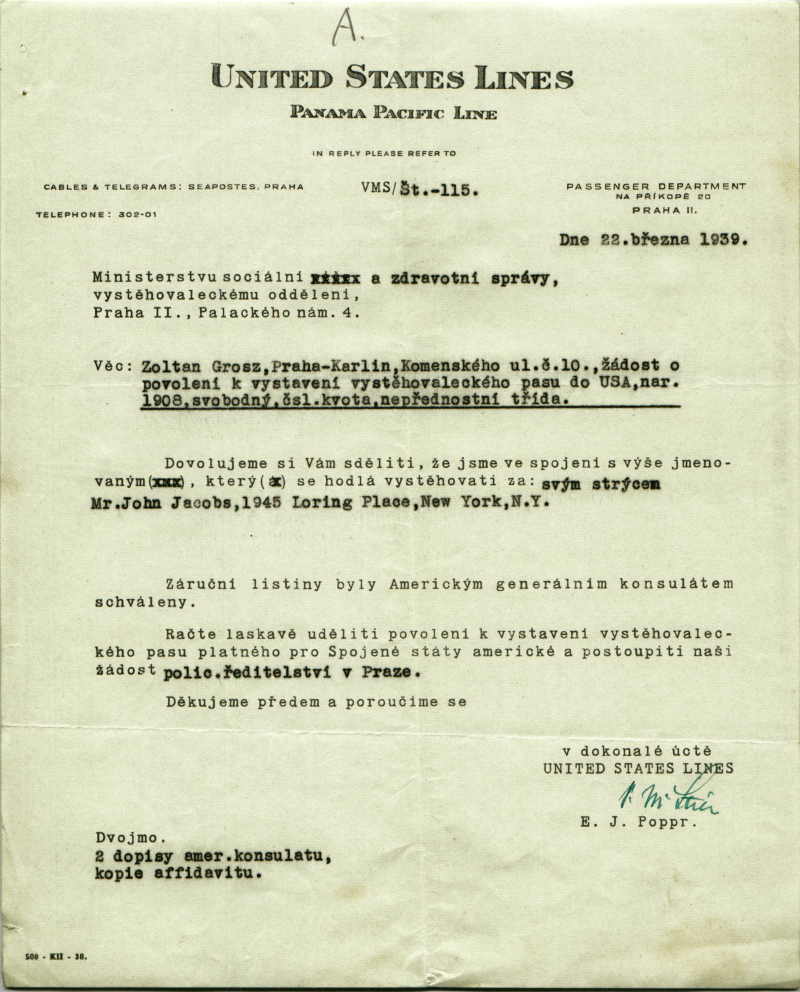 A.
UNITED STATES LINES
PANAMA PACIFIC LINE
IN REPLY PLEASE REFER TO
CABLES & TELEGRAMS: SEAPOSTES, PRAHA
VMS/Št.-115.
PASSENGER DEPARTMENT
NA PŘÍKOPĚ 20
PRAHA II.
TELEPHONE: 302-01
Dne 22.března 1939.
Ministerstvu sociální a zdravotní správy,
vystěhovaleckému oddělení,
Praha II., Palackého nám. 4.
Věc: Zoltan Grosz,Praha-Karlin,Komenského ul.č.10.,žádost o
povolení k vystavení vystěhovaleckého pasu do USA,nar.
1908,svobodný,čsl.kvota,nepřednostní třída.
Dovolujeme si Vám sděliti, že jsme ve spojení s výše jmeno-
vaným(xxx), který(á) se hodlá vystěhovati za: svým strýcem
Mr.John Jacobs,1945 Loring Place,New York,N.Y.
Záruční listiny byly Americkým generálním konsulátem
schváleny.
Račte laskavě uděliti povolení k vystavení vystěhovalec-
kého pasu platného pro Spojené státy americké a postoupiti naši
žádost polic.ředitelství v Praze.
Děkujeme předem a poroučíme se
v dokonalé úctě
UNITED STATES LINES
E. J. Poppr.
Dvojmo.
2 dopisy amer.konsulatu,
kopie affidavitu.
500 - KII - 38.